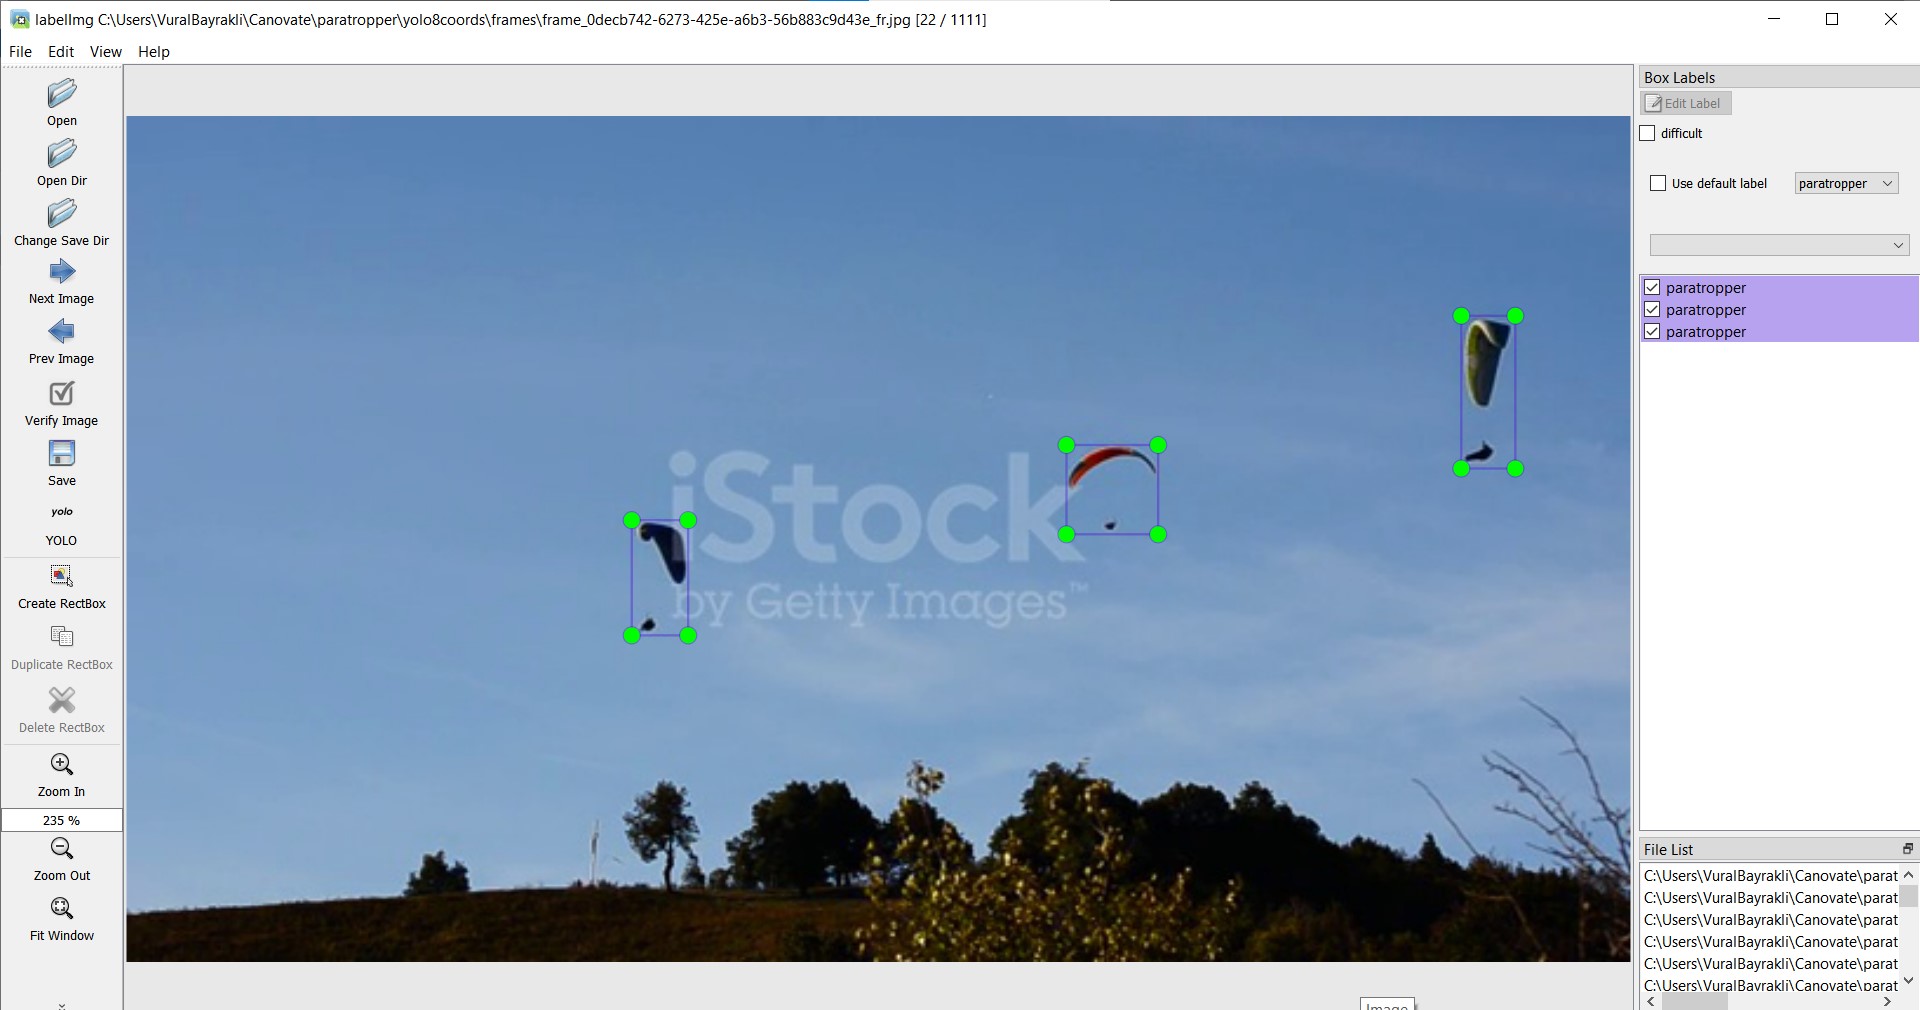 labelImg C:\Users\VuralBayrakli\Canovate\paratropper\yolo8coords\frames\frame_0decb742-6273-425e-a6b3-56b883c9d43e_fr.jpg [22 / 1111]
File Edit View Help
Open
Open Dir
Change Save Dir
Next Image
Prev Image
Verify Image
Save
yolo
YOLO
Create RectBox
Duplicate RectBox
Delete RectBox
Zoom In
235 %
Zoom Out
Fit Window
iStock
by Getty Images™
Image
Box Labels
Edit Label
difficult
Use default label paratropper
paratropper
paratropper
paratropper
File List
C:\Users\VuralBayrakli\Canovate\parat
C:\Users\VuralBayrakli\Canovate\parat
C:\Users\VuralBayrakli\Canovate\parat
C:\Users\VuralBayrakli\Canovate\parat
C:\Users\VuralBayrakli\Canovate\parat
C:\Users\VuralBayrakli\Canovate\parat